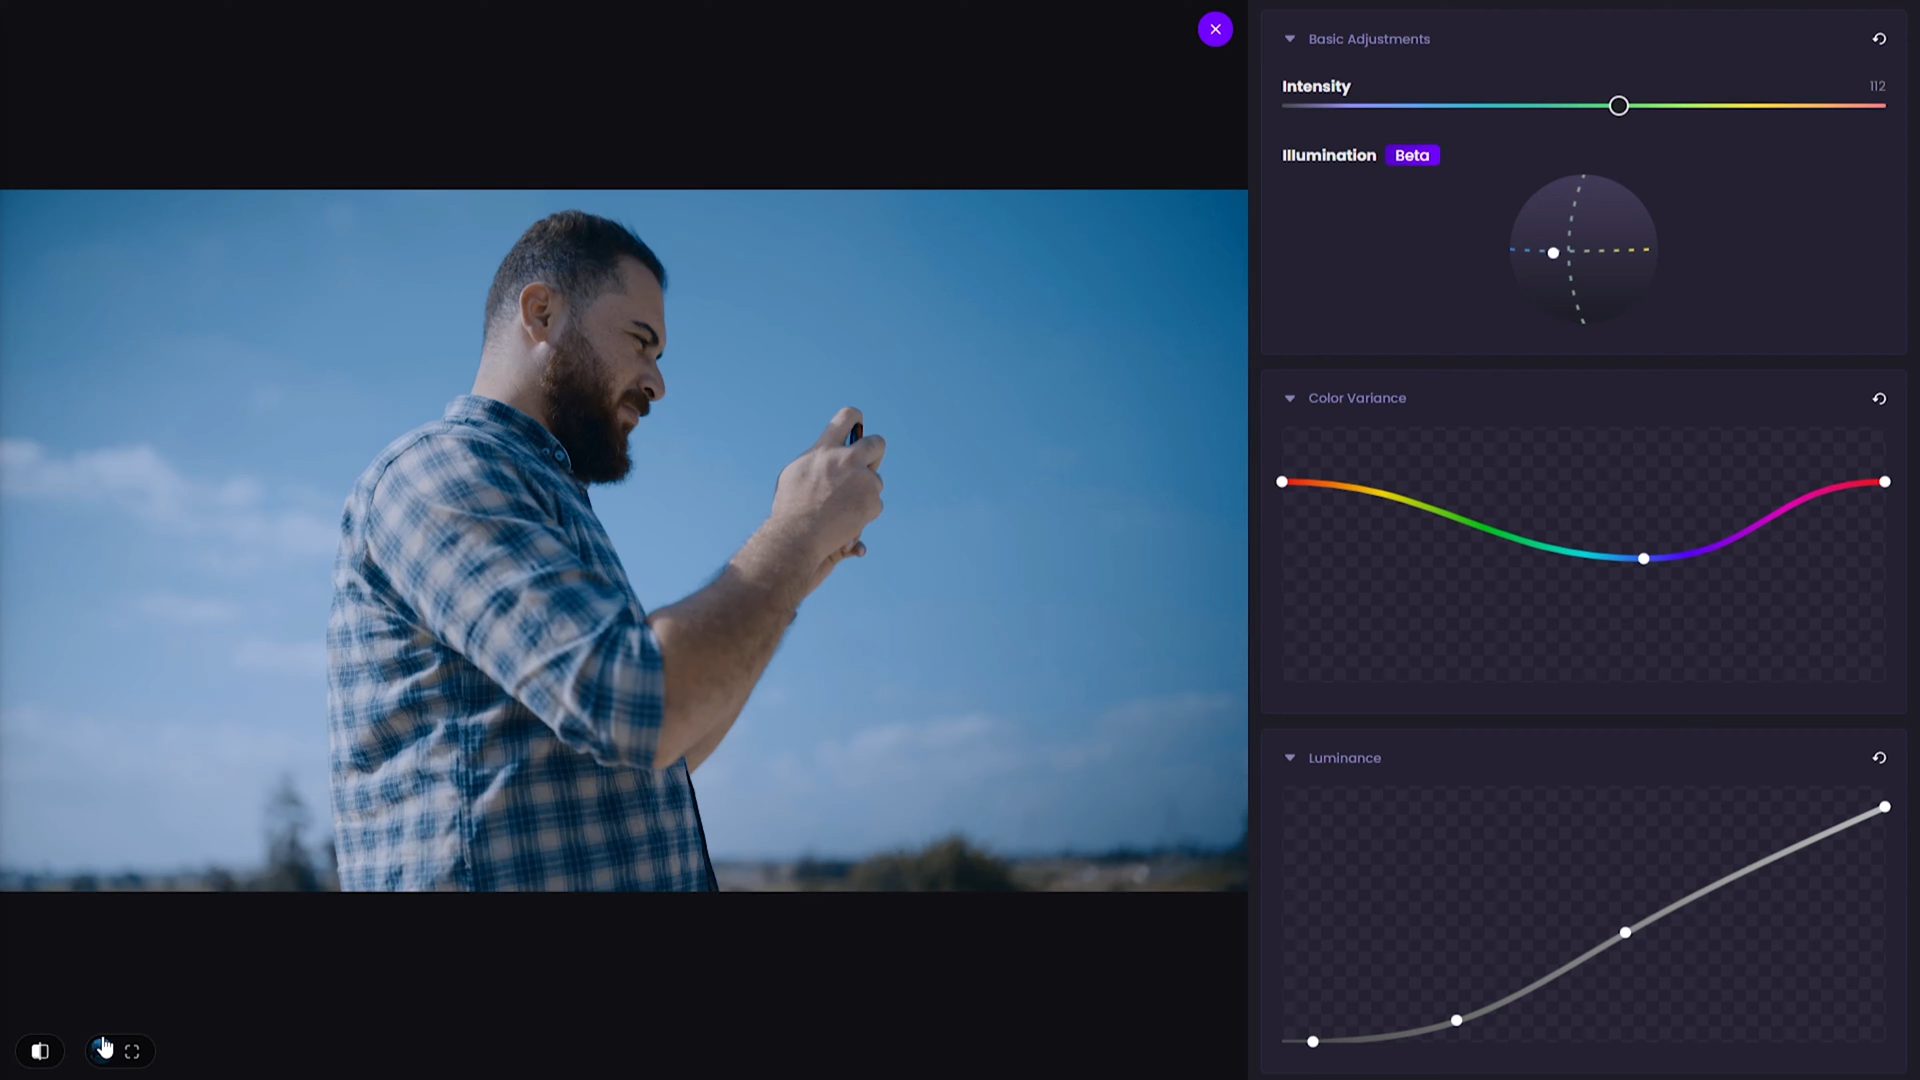 Basic Adjustments
Intensity 112
Illumination Beta
Color Variance
Luminance